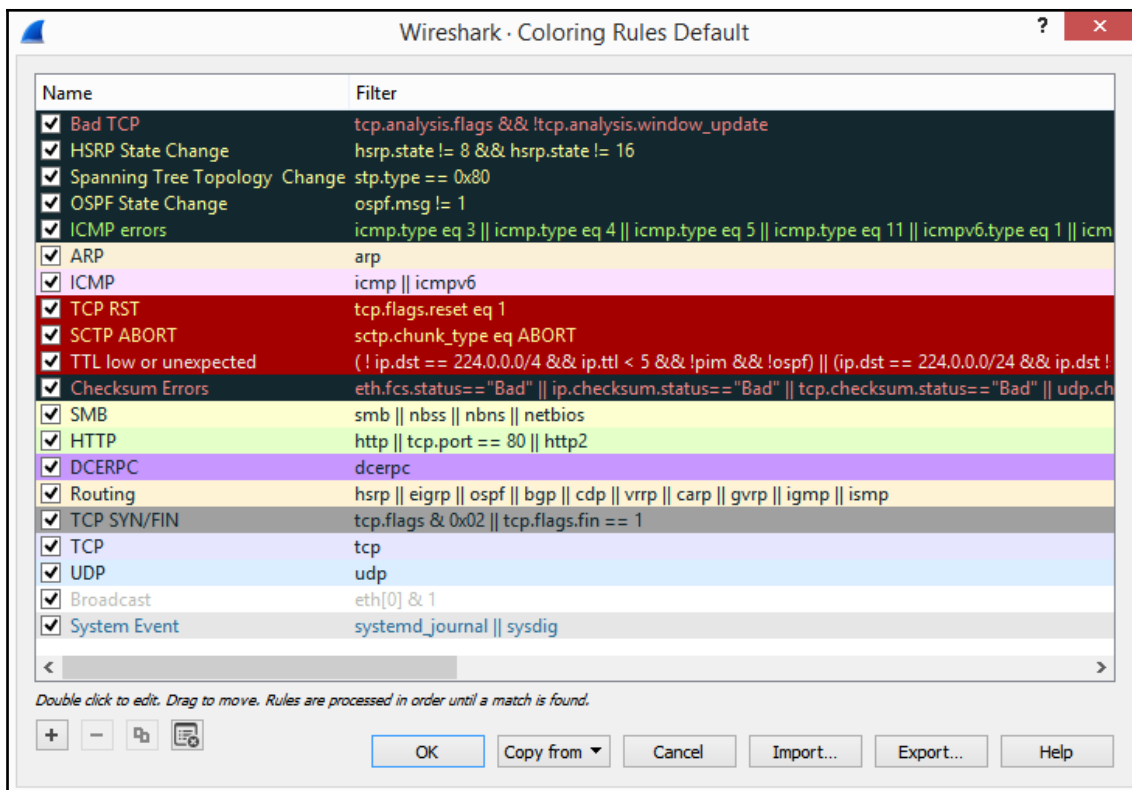 Wireshark · Coloring Rules Default
Name Filter
Bad TCP tcp.analysis.flags && !tcp.analysis.window_update
HSRP State Change hsrp.state != 8 && hsrp.state != 16
Spanning Tree Topology Change stp.type == 0x80
OSPF State Change ospf.msg != 1
ICMP errors icmp.type eq 3 || icmp.type eq 4 || icmp.type eq 5 || icmp.type eq 11 || icmpv6.type eq 1 || icm
ARP arp
ICMP icmp || icmpv6
TCP RST tcp.flags.reset eq 1
SCTP ABORT sctp.chunk_type eq ABORT
TTL low or unexpected ( ! ip.dst == 224.0.0.0/4 && ip.ttl < 5 && !pim && !ospf) || (ip.dst == 224.0.0.0/24 && ip.dst !
Checksum Errors eth.fcs.status=="Bad" || ip.checksum.status=="Bad" || tcp.checksum.status=="Bad" || udp.ch
SMB smb || nbss || nbns || netbios
HTTP http || tcp.port == 80 || http2
DCERPC dcerpc
Routing hsrp || eigrp || ospf || bgp || cdp || vrrp || carp || gvrp || igmp || ismp
TCP SYN/FIN tcp.flags & 0x02 || tcp.flags.fin == 1
TCP tcp
UDP udp
Broadcast eth[0] & 1
System Event systemd_journal || sysdig
Double click to edit. Drag to move. Rules are processed in order until a match is found.
OK Copy from Cancel Import... Export... Help